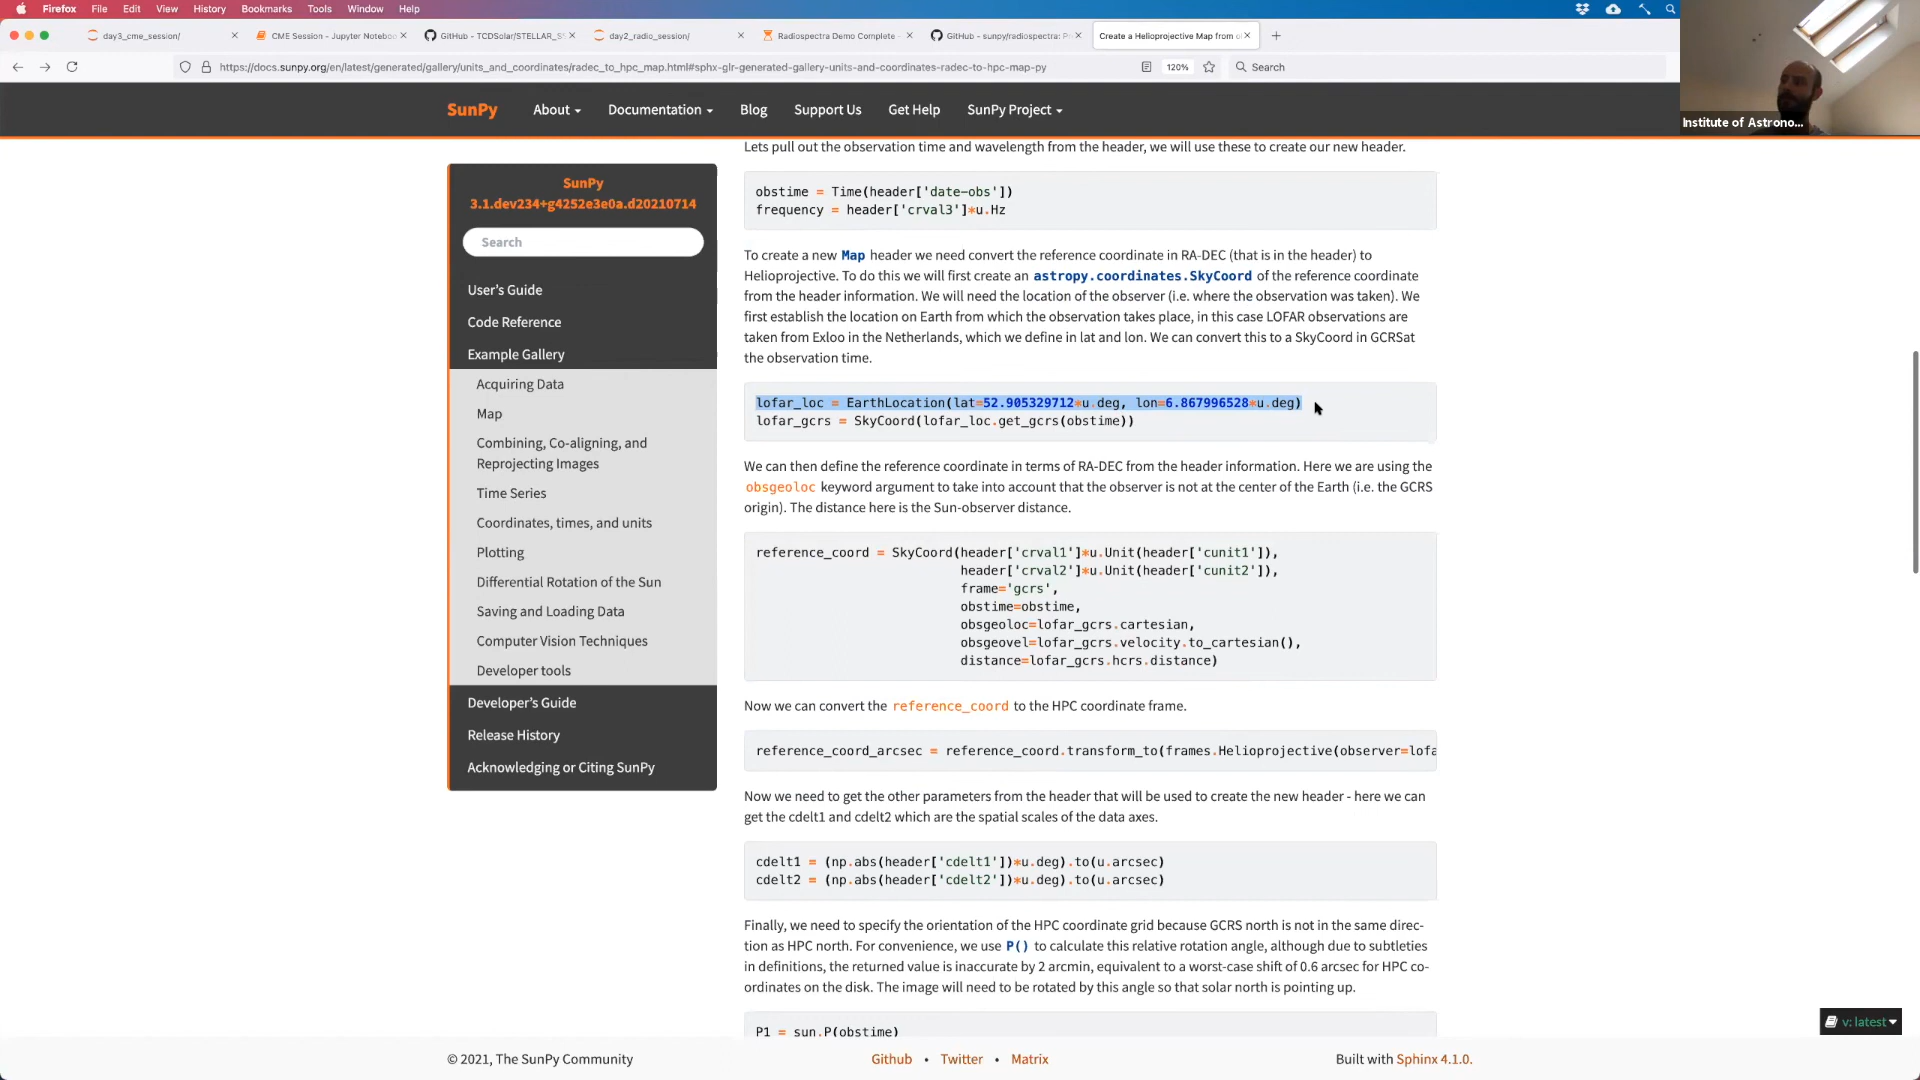 Firefox File Edit View History Bookmarks Tools Window Help
day3_cme_session/
CME Session - Jupyter Noteboo
GitHub - TCDSolar/STELLAR_S
day2_radio_session/
Radiospectra Demo Complete -
GitHub - sunpy/radiospectra: P
Create a Helioprojective Map from o
https://docs.sunpy.org/en/latest/generated/gallery/units_and_coordinates/radec_to_hpc_map.html#sphx-glr-generated-gallery-units-and-coordinates-radec-to-hpc-map-py
120%
Search
Institute of Astrono...
SunPy About Documentation Blog Support Us Get Help SunPy Project
SunPy
3.1.dev234+g4252e3e0a.d20210714
Search
User's Guide
Code Reference
Example Gallery
Acquiring Data
Map
Combining, Co-aligning, and
Reprojecting Images
Time Series
Coordinates, times, and units
Plotting
Differential Rotation of the Sun
Saving and Loading Data
Computer Vision Techniques
Developer tools
Developer's Guide
Release History
Acknowledging or Citing SunPy
Lets pull out the observation time and wavelength from the header, we will use these to create our new header.
obstime = Time(header['date-obs'])
frequency = header['crval3']*u.Hz
To create a new Map header we need convert the reference coordinate in RA-DEC (that is in the header) to
Helioprojective. To do this we will first create an astropy.coordinates.SkyCoord of the reference coordinate
from the header information. We will need the location of the observer (i.e. where the observation was taken). We
first establish the location on Earth from which the observation takes place, in this case LOFAR observations are
taken from Exloo in the Netherlands, which we define in lat and lon. We can convert this to a SkyCoord in GCRSat
the observation time.
lofar_loc = EarthLocation(lat=52.905329712*u.deg, lon=6.867996528*u.deg)
lofar_gcrs = SkyCoord(lofar_loc.get_gcrs(obstime))
We can then define the reference coordinate in terms of RA-DEC from the header information. Here we are using the
obsgeoloc keyword argument to take into account that the observer is not at the center of the Earth (i.e. the GCRS
origin). The distance here is the Sun-observer distance.
reference_coord = SkyCoord(header['crval1']*u.Unit(header['cunit1']),
header['crval2']*u.Unit(header['cunit2']),
frame='gcrs',
obstime=obstime,
obsgeoloc=lofar_gcrs.cartesian,
obsgeovel=lofar_gcrs.velocity.to_cartesian(),
distance=lofar_gcrs.hcrs.distance)
Now we can convert the reference_coord to the HPC coordinate frame.
reference_coord_arcsec = reference_coord.transform_to(frames.Helioprojective(observer=lofa
Now we need to get the other parameters from the header that will be used to create the new header - here we can
get the cdelt1 and cdelt2 which are the spatial scales of the data axes.
cdelt1 = (np.abs(header['cdelt1'])*u.deg).to(u.arcsec)
cdelt2 = (np.abs(header['cdelt2'])*u.deg).to(u.arcsec)
Finally, we need to specify the orientation of the HPC coordinate grid because GCRS north is not in the same direc-
tion as HPC north. For convenience, we use P() to calculate this relative rotation angle, although due to subtleties
in definitions, the returned value is inaccurate by 2 arcmin, equivalent to a worst-case shift of 0.6 arcsec for HPC co-
ordinates on the disk. The image will need to be rotated by this angle so that solar north is pointing up.
P1 = sun.P(obstime)
v: latest
© 2021, The SunPy Community
Github • Twitter • Matrix
Built with Sphinx 4.1.0.